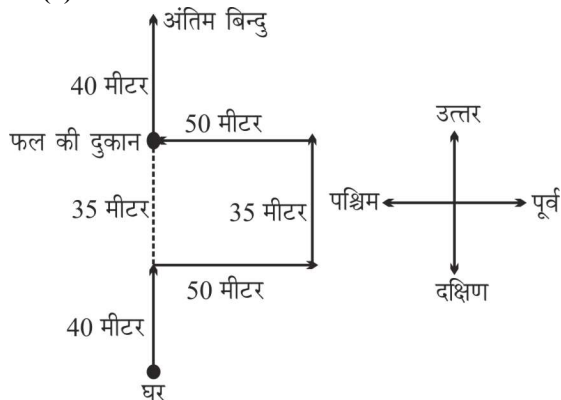 अंतिम बिन्दु
40 मीटर
50 मीटर
उत्तर
फल की दुकान
35 मीटर
35 मीटर
पश्चिम
पूर्व
50 मीटर
दक्षिण
40 मीटर
घर